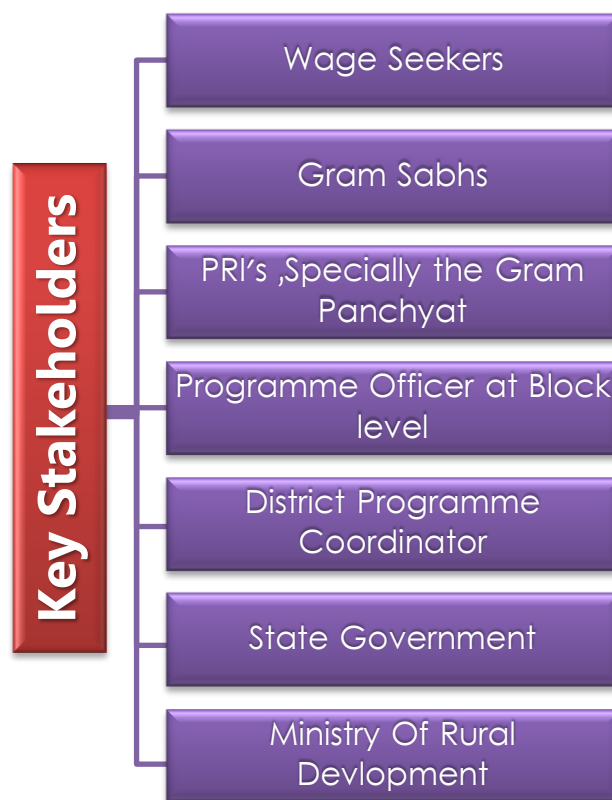 Key Stakeholders
Wage Seekers
Gram Sabhs
PRI's ,Specially the Gram
Panchyat
Programme Officer at Block
level
District Programme
Coordinator
State Government
Ministry Of Rural
Devlopment